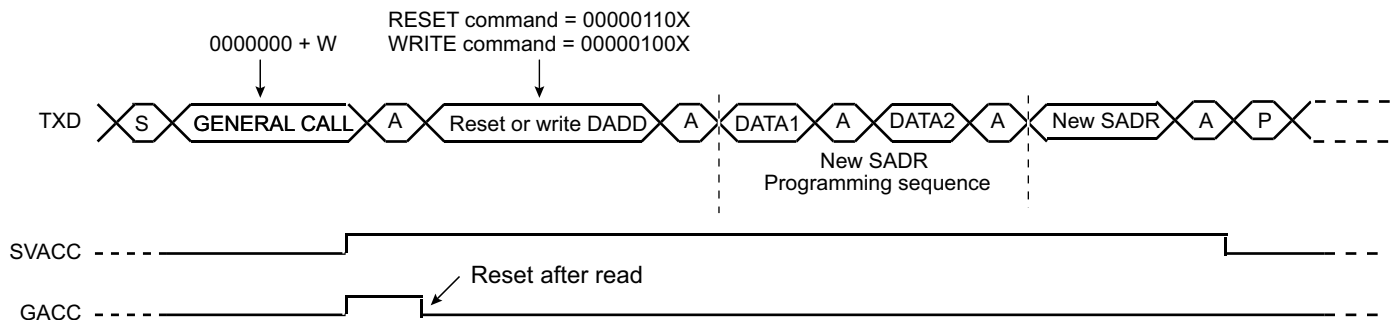 RESET command = 00000110X
0000000 + W
WRITE command = 00000100X
TXD S GENERAL CALL A Reset or write DADD A DATA1 A DATA2 A New SADR A P
New SADR
Programming sequence
SVACC
Reset after read
GACC